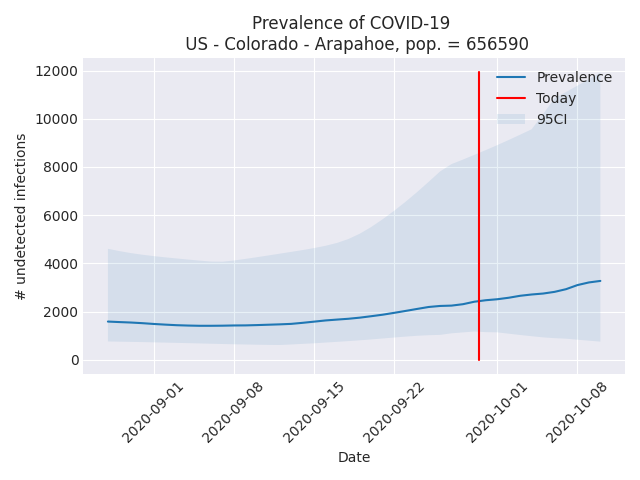 Prevalence of COVID-19
US - Colorado - Arapahoe, pop. = 656590
12000
10000
8000
6000
4000
2000
0
# undetected infections
Prevalence
Today
95CI
2020-09-01
2020-09-08
2020-09-15
2020-09-22
2020-10-01
2020-10-08
Date